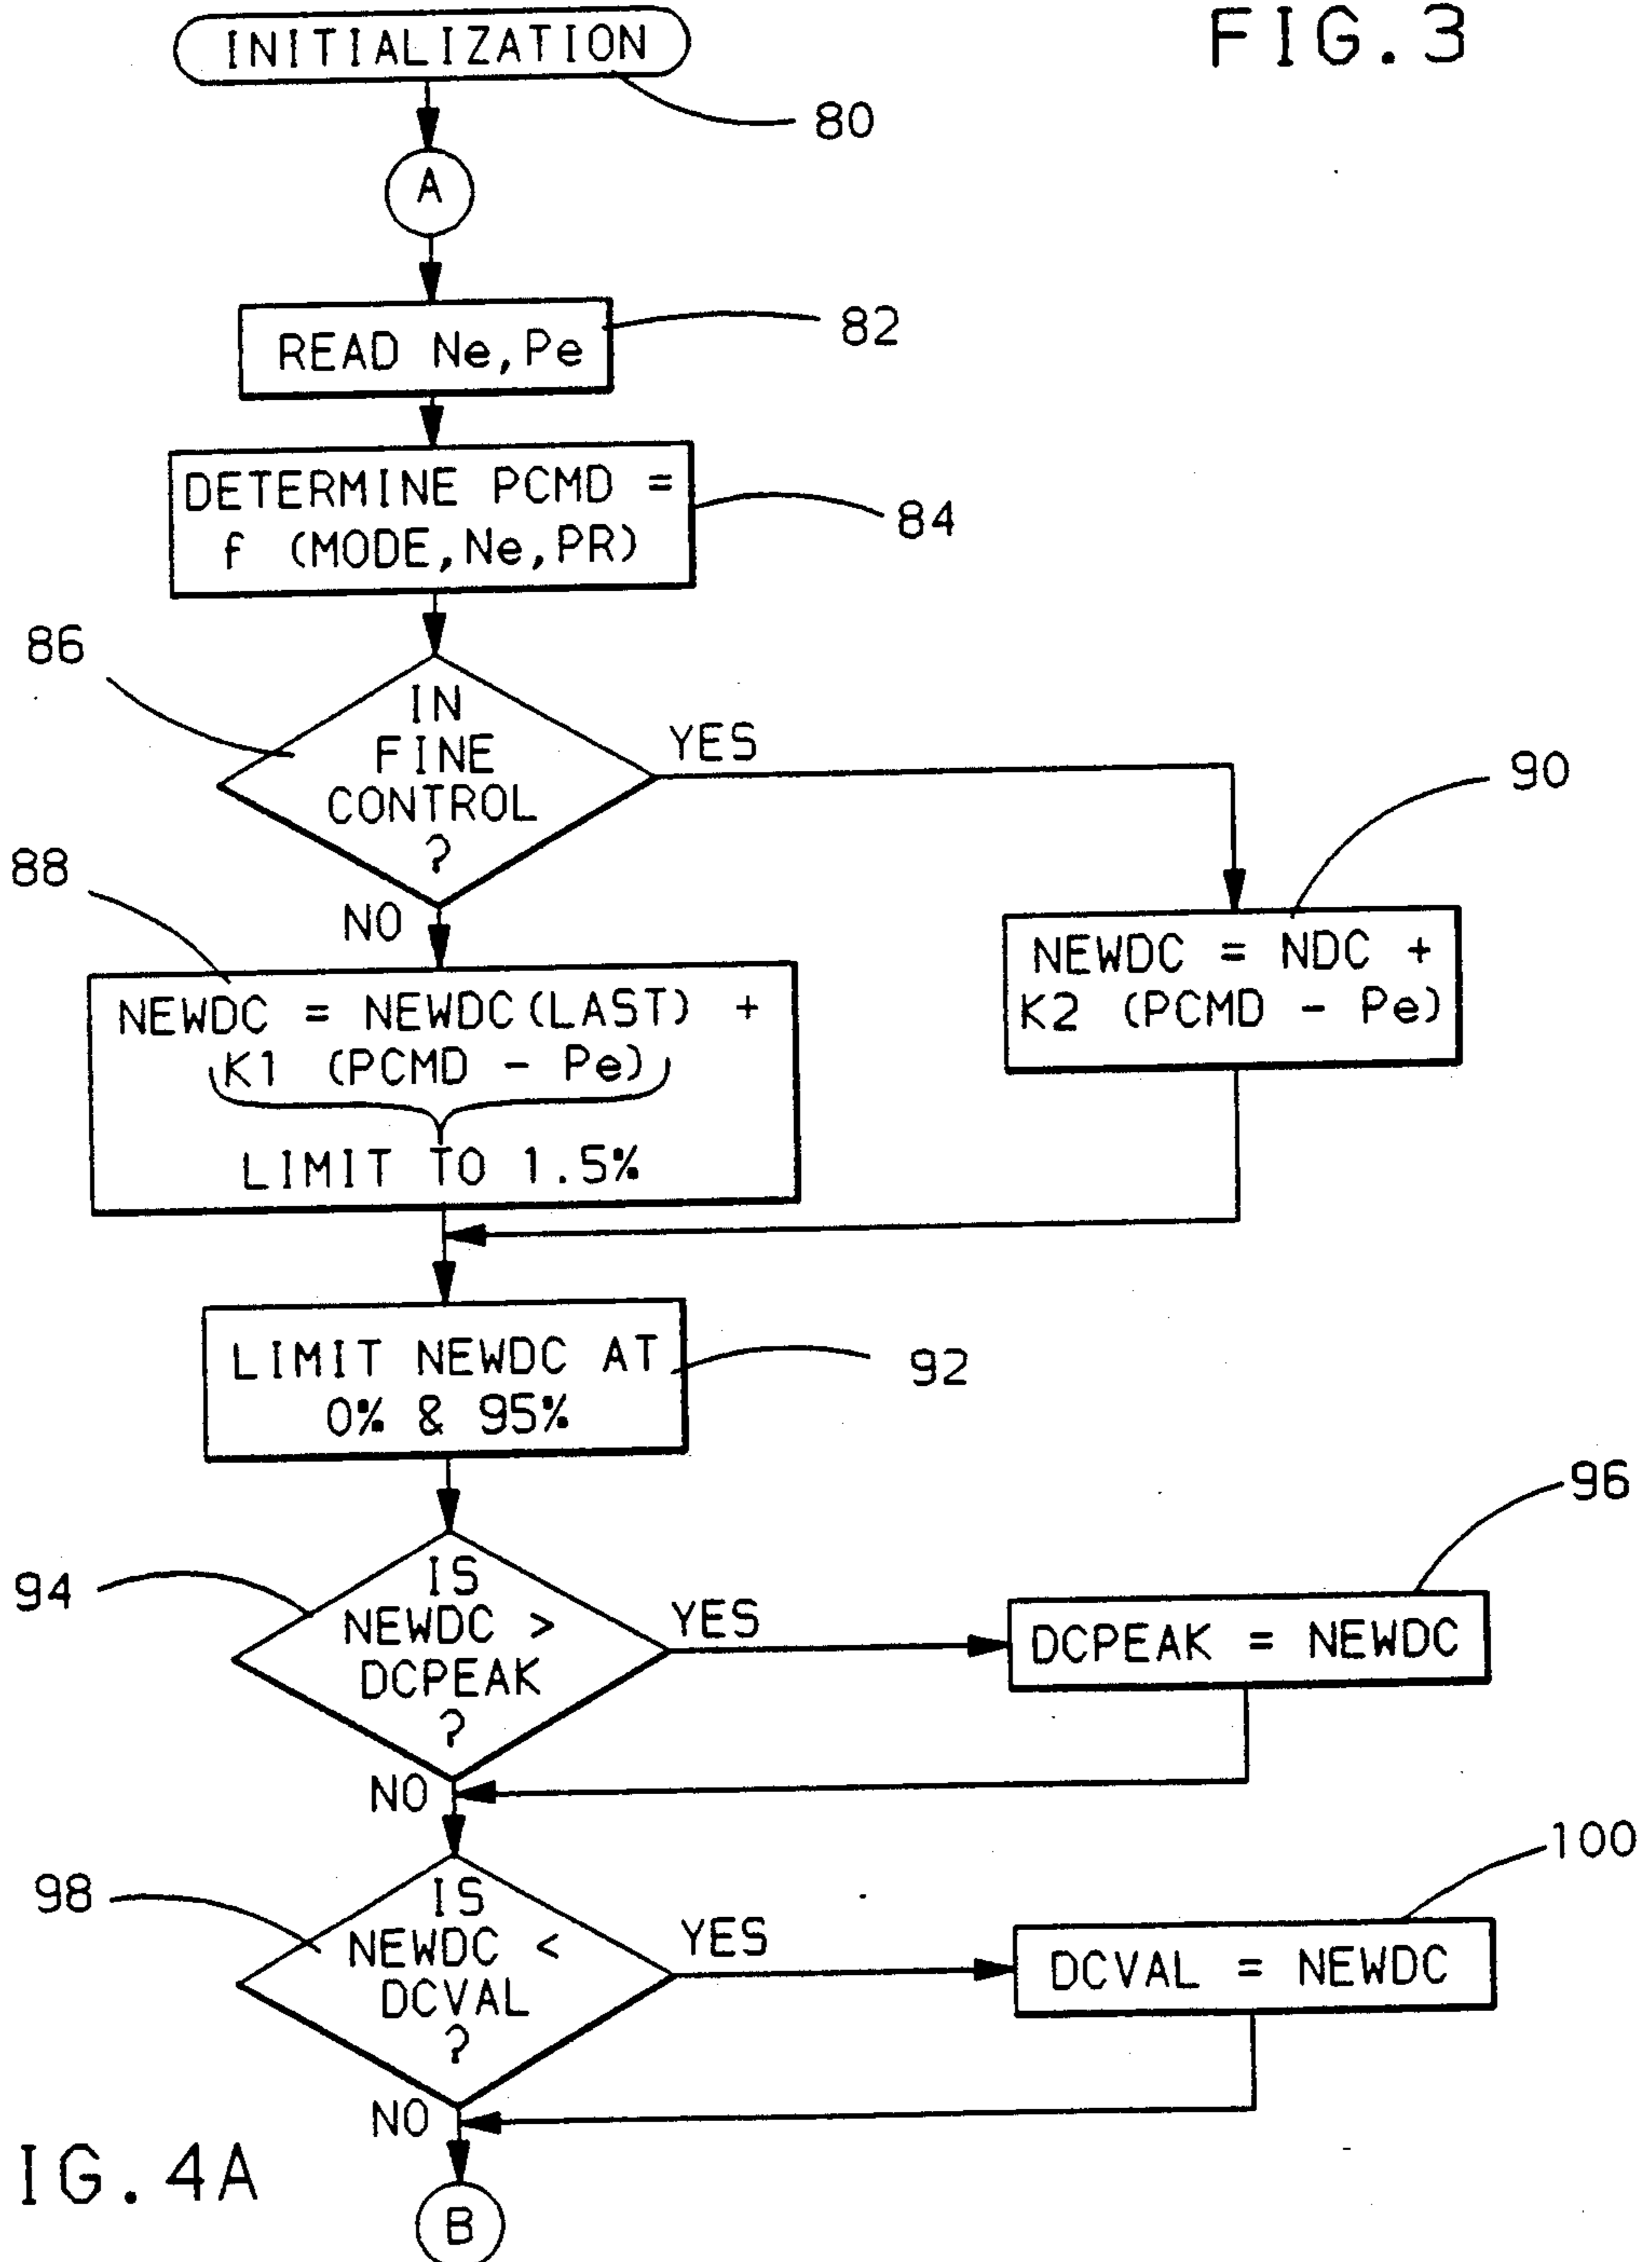 FIG. 3
INITIALIZATION
80
A
READ Ne, Pe
82
DETERMINE PCMD =
f (MODE, Ne, PR)
84
86
IN
FINE
CONTROL
?
YES
NO
90
NEWDC = NDC +
K2 (PCMD - Pe)
88
NEWDC = NEWDC (LAST) +
K1 (PCMD - Pe)
LIMIT TO 1.5%
LIMIT NEWDC AT
0% & 95%
92
94
IS
NEWDC >
DCPEAK
?
YES
NO
96
DCPEAK = NEWDC
98
IS
NEWDC <
DCVAL
?
YES
NO
100
DCVAL = NEWDC
IG. 4A
B